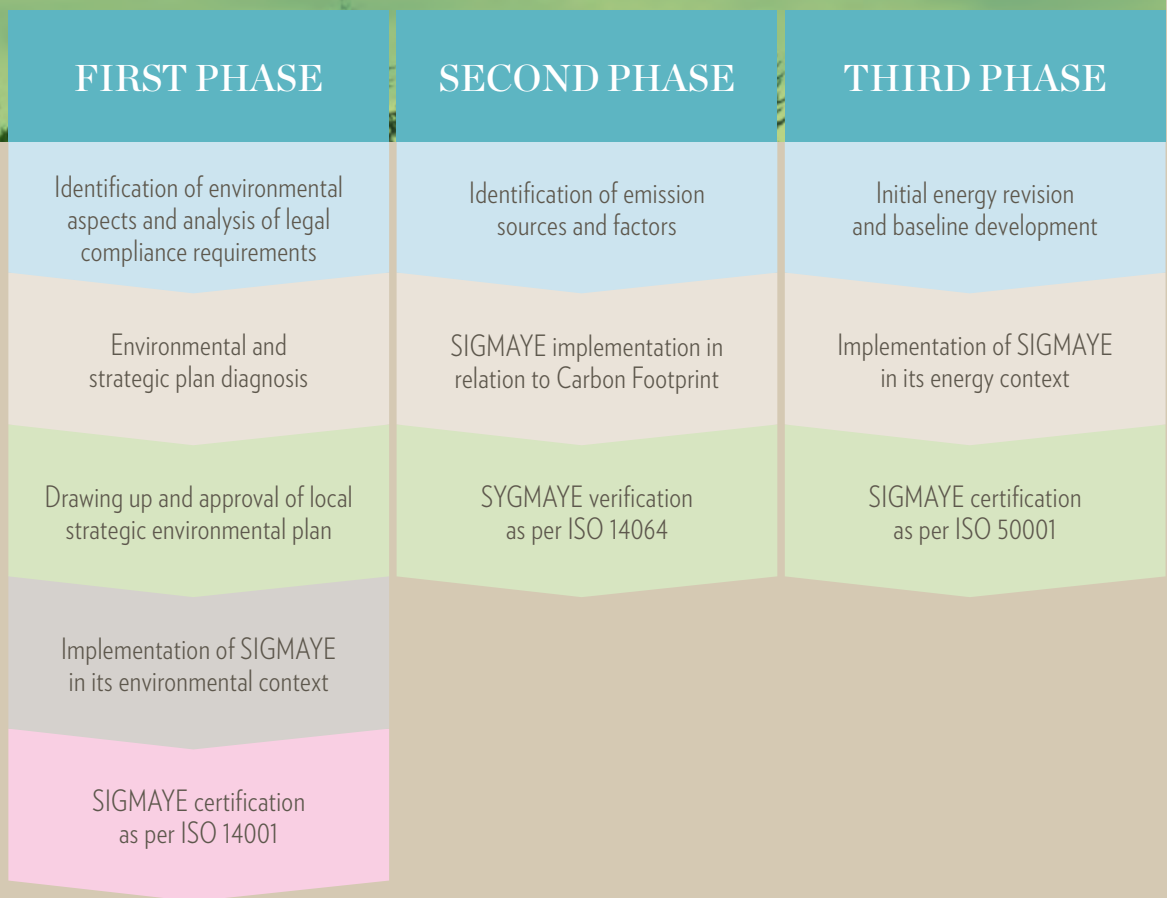 FIRST PHASE
Identification of environmental
aspects and analysis of legal
compliance requirements
Environmental and
strategic plan diagnosis
Drawing up and approval of local
strategic environmental plan
Implementation of SIGMAYE
in its environmental context
SIGMAYE certification
as per ISO 14001
SECOND PHASE
Identification of emission
sources and factors
SIGMAYE implementation in
relation to Carbon Footprint
SYGMAYE verification
as per ISO 14064
THIRD PHASE
Initial energy revision
and baseline development
Implementation of SIGMAYE
in its energy context
SIGMAYE certification
as per ISO 50001